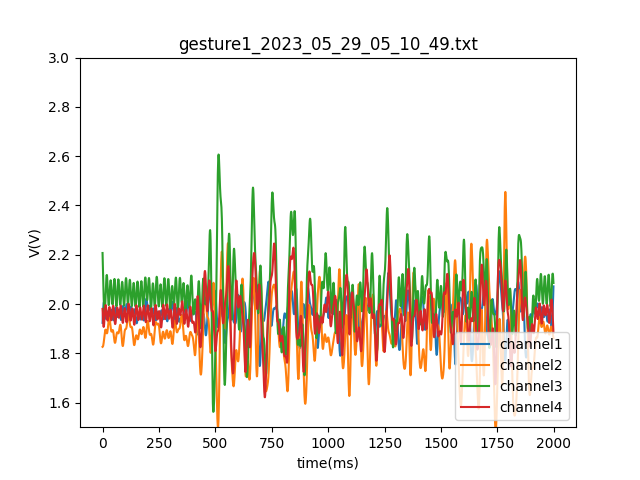 gesture1_2023_05_29_05_10_49.txt
3.0
2.8
2.6
2.4
2.2
2.0
1.8
1.6
V(V)
channel1
channel2
channel3
channel4
0 250 500 750 1000 1250 1500 1750 2000
time(ms)